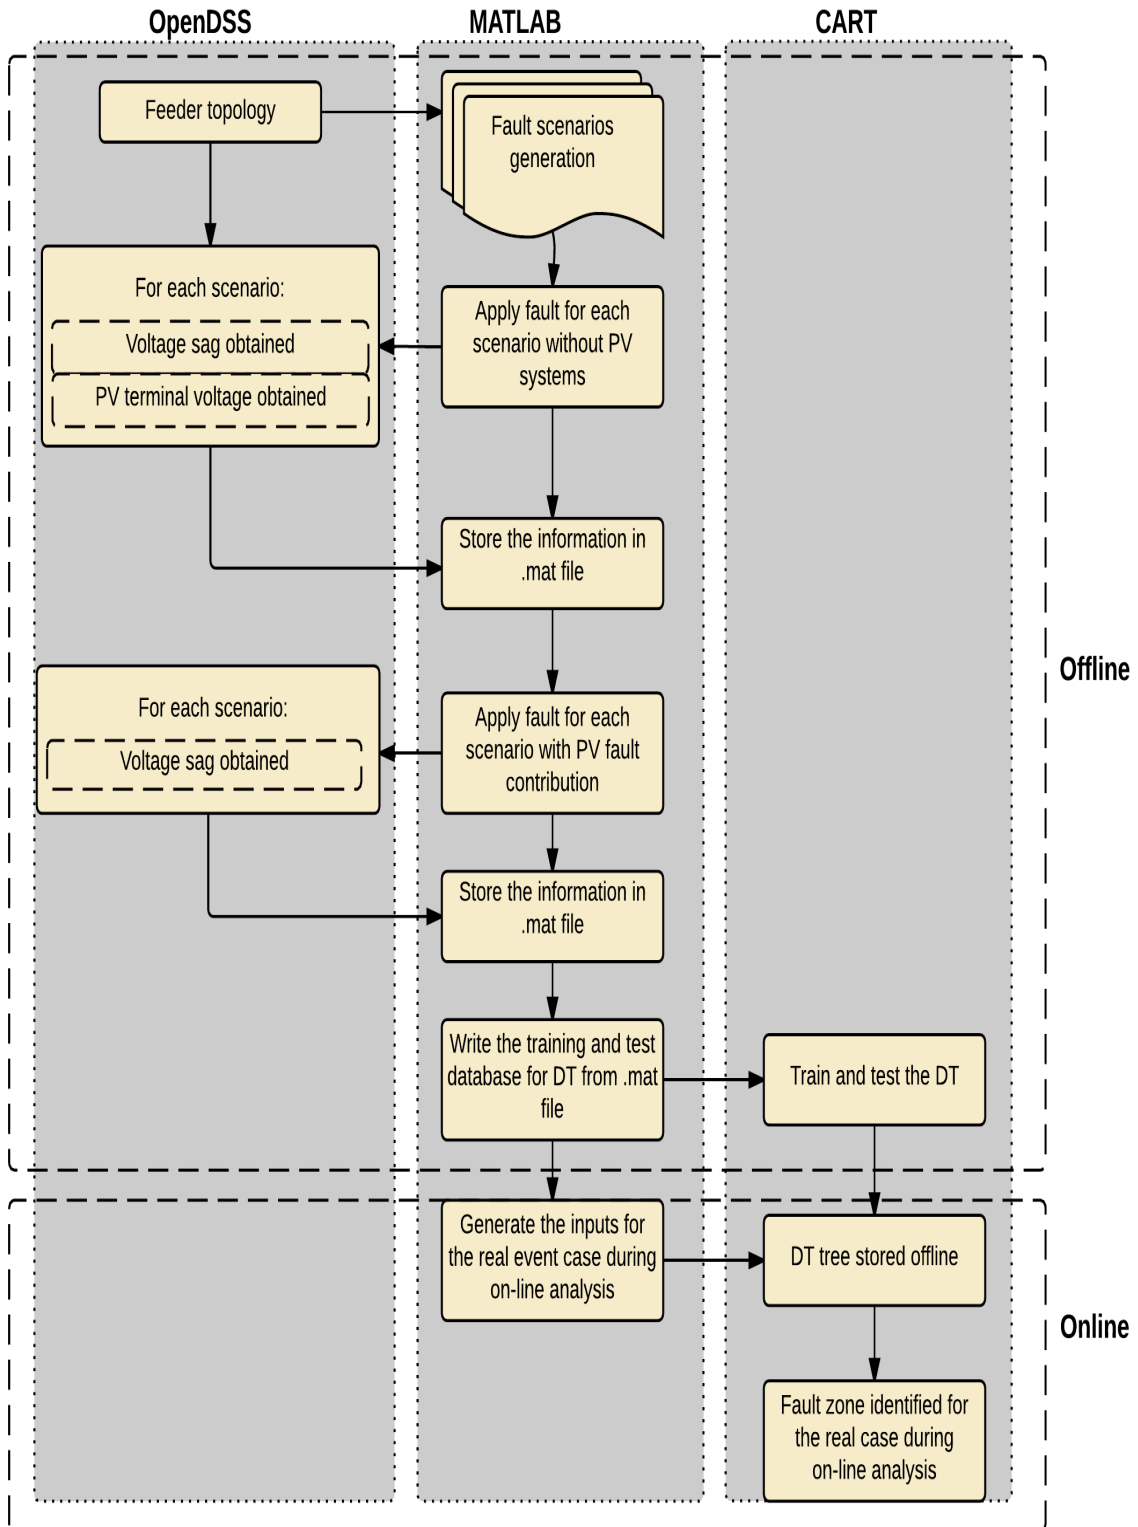 OpenDSS
MATLAB
CART
Feeder topology
Fault scenarios
generation
For each scenario:
Voltage sag obtained
PV terminal voltage obtained
Apply fault for each
scenario without PV
systems
Store the information in
.mat file
Offline
For each scenario:
Voltage sag obtained
Apply fault for each
scenario with PV fault
contribution
Store the information in
.mat file
Write the training and test
database for DT from .mat
file
Train and test the DT
Generate the inputs for
the real event case during
on-line analysis
DT tree stored offline
Online
Fault zone identified for
the real case during
on-line analysis